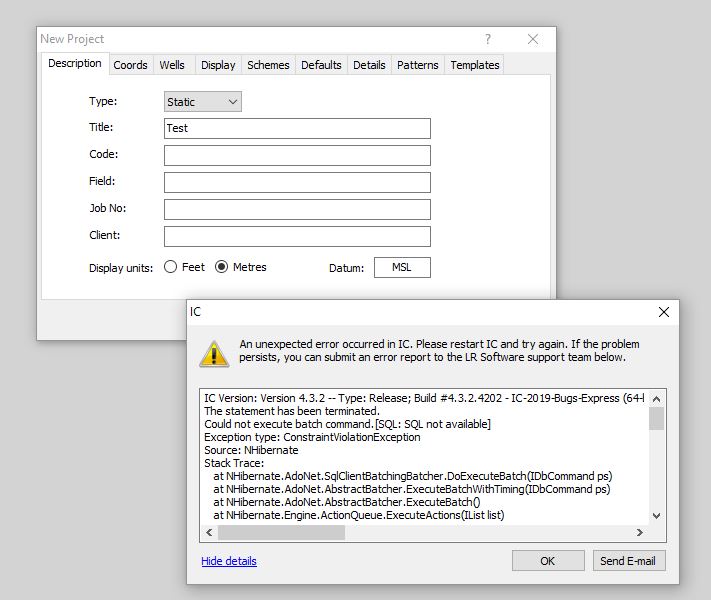 New Project
?
Description Coords Wells Display Schemes Defaults Details Patterns Templates
Type: Static
Title: Test
Code:
Field:
Job No:
Client:
Display units: Feet Metres Datum: MSL
IC
An unexpected error occurred in IC. Please restart IC and try again. If the problem
persists, you can submit an error report to the LR Software support team below.
IC Version: Version 4.3.2 -- Type: Release; Build #4.3.2.4202 - IC-2019-Bugs-Express (64-
The statement has been terminated.
Could not execute batch command.[SQL: SQL not available]
Exception type: ConstraintViolationException
Source: NHibernate
Stack Trace:
at NHibernate.AdoNet.SqlClientBatchingBatcher.DoExecuteBatch(IDbCommand ps)
at NHibernate.AdoNet.AbstractBatcher.ExecuteBatchWithTiming(IDbCommand ps)
at NHibernate.AdoNet.AbstractBatcher.ExecuteBatch()
at NHibernate.Engine.ActionQueue.ExecuteActions(IList list)
Hide details OK Send E-mail